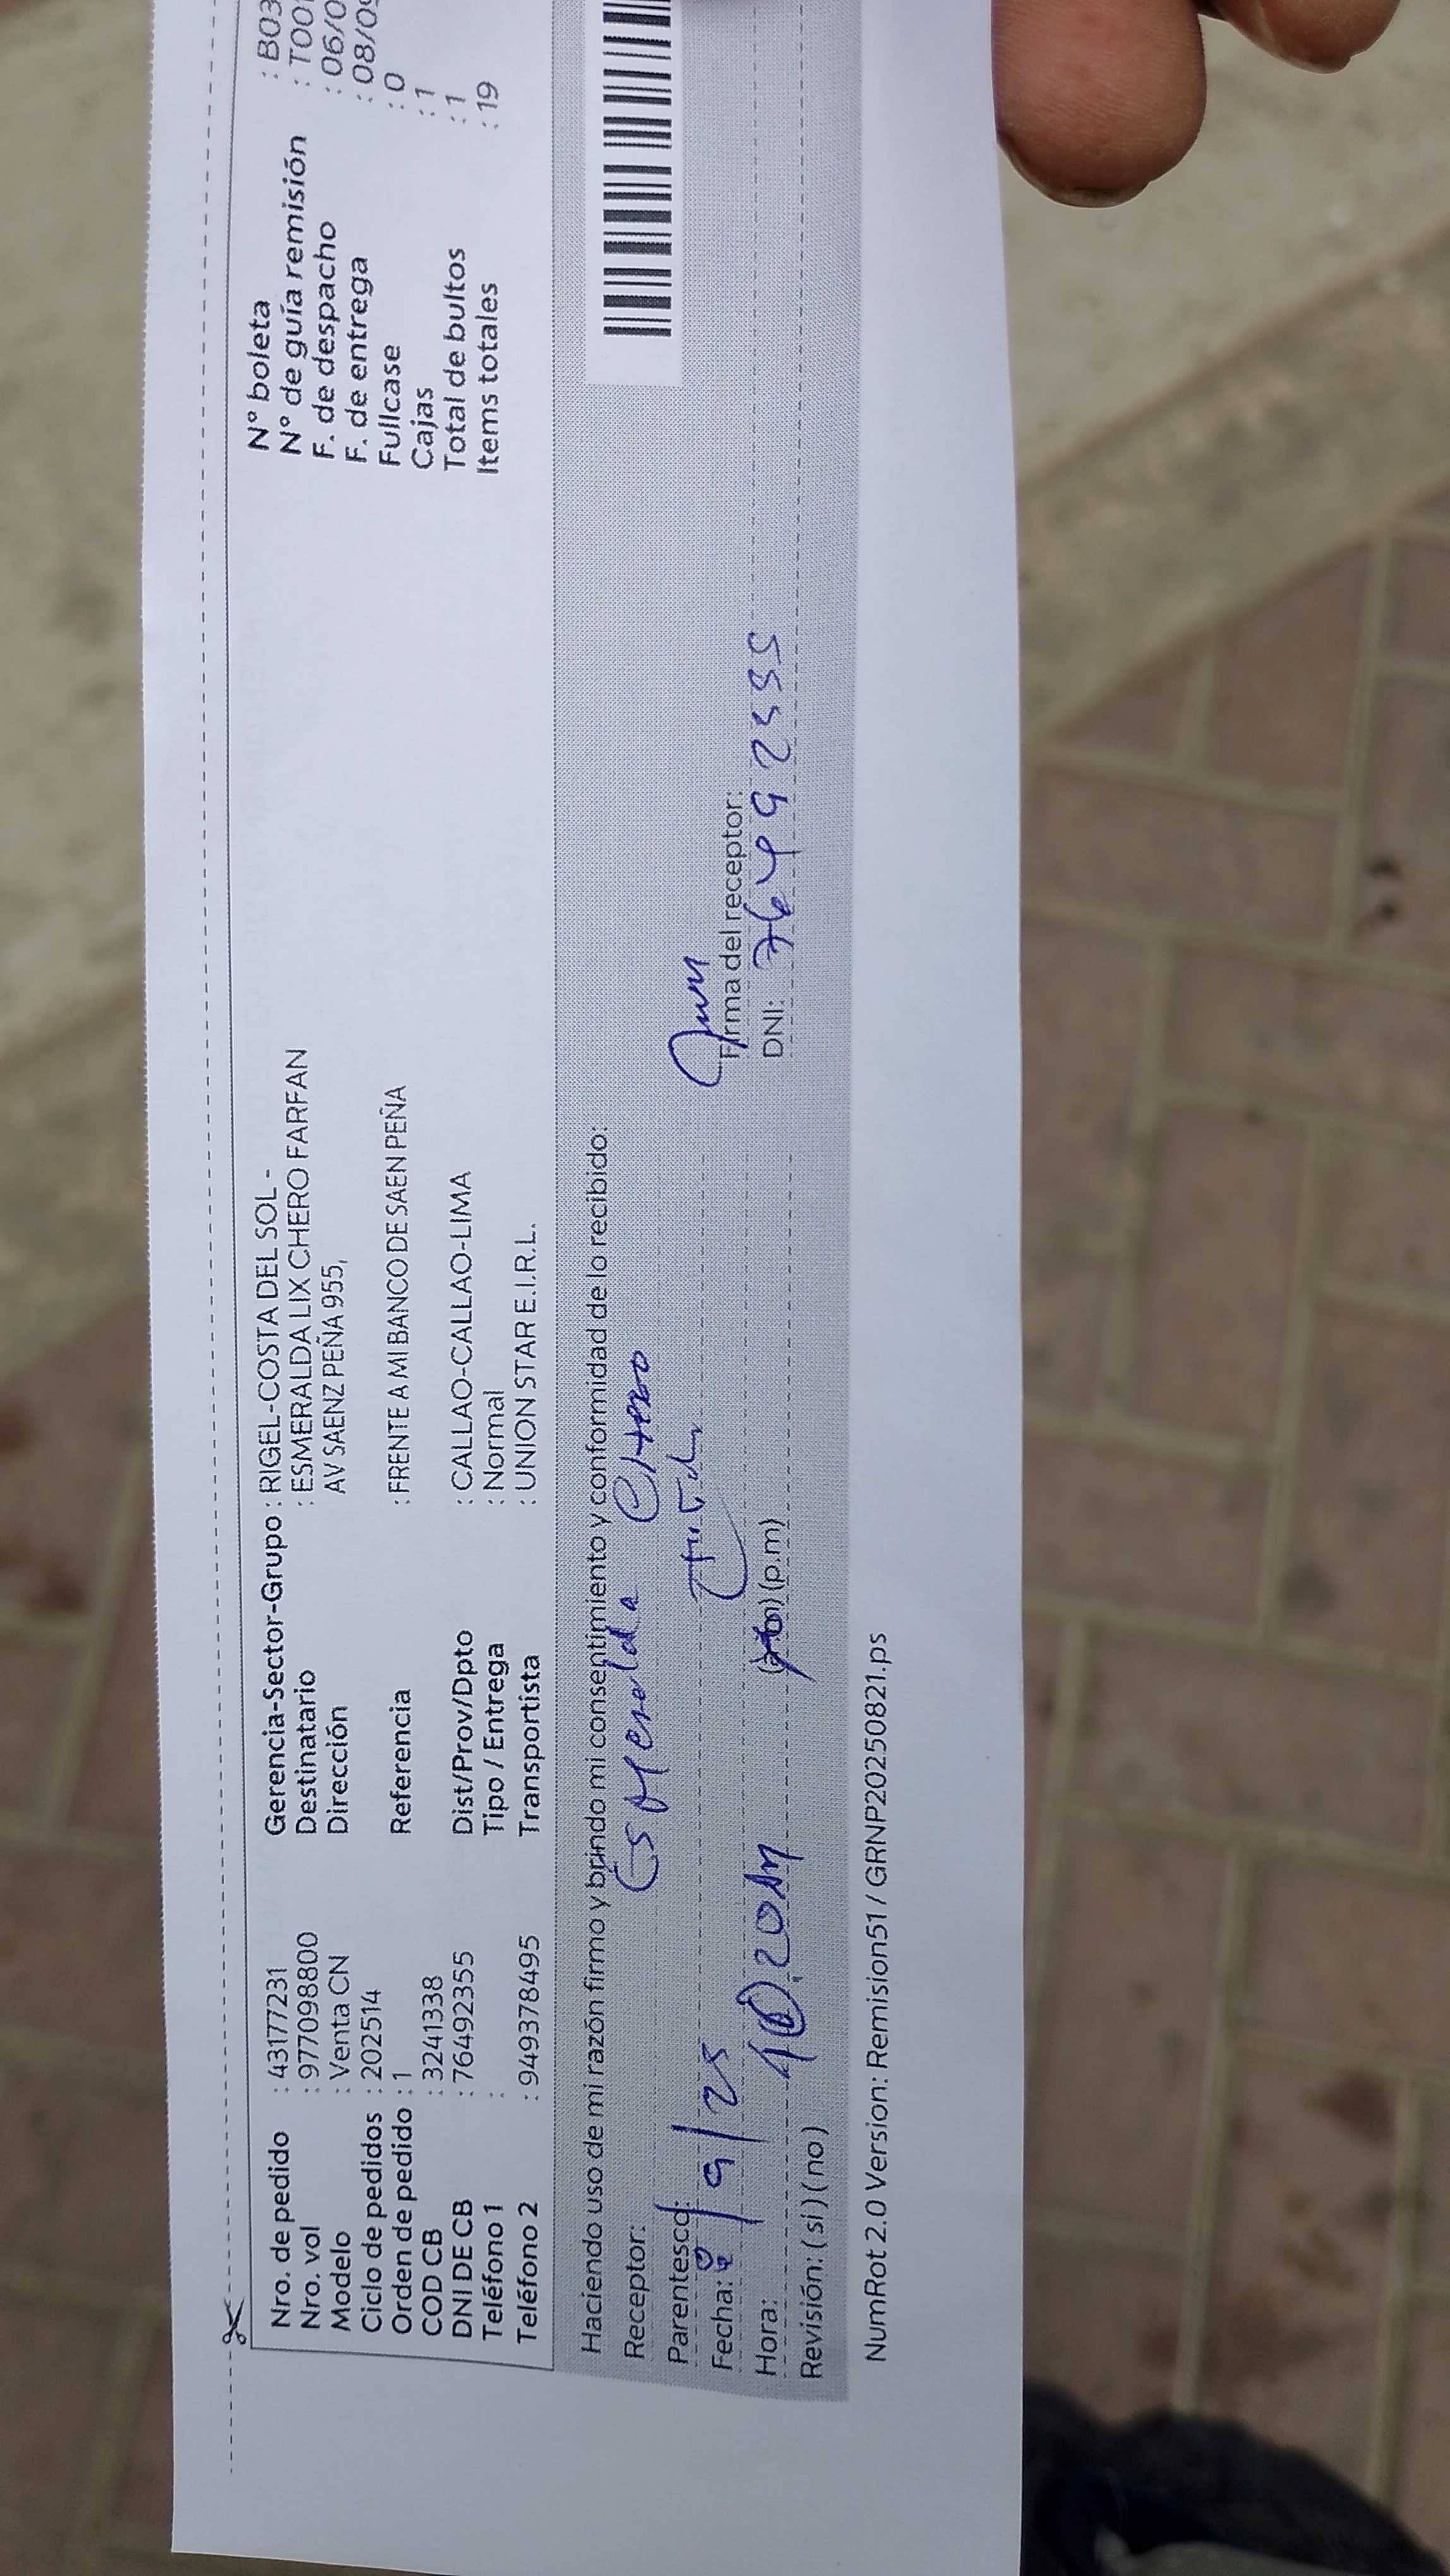 Nro. de pedido : 43177231
Nro. vol : 977098800
Modelo : Venta CN
Ciclo de pedidos : 202514
Orden de pedido : 1
COD CB : 3241338
DNI DE CB : 76492355
Teléfono 1 :
Teléfono 2 : 949378495
Gerencia-Sector-Grupo : RIGEL-COSTA DEL SOL -
Destinatario : ESMERALDA LIX CHERO FARFAN
Dirección AV SAENZ PEÑA 955,
Referencia : FRENTE A MI BANCO DE SAEN PEÑA
Dist/Prov/Dpto : CALLAO-CALLAO-LIMA
Tipo / Entrega : Normal
Transportista : UNION STAR E.I.R.L.
N° boleta : B03
N° de guía remisión : T001
F. de despacho : 06/0
F. de entrega : 08/09
Fullcase : 0
Cajas : 1
Total de bultos : 1
Items totales : 19
Haciendo uso de mi razón firmo y brindo mi consentimiento y conformidad de lo recibido:
Receptor: Esmeralda Chero
Parentesco:
Firma del receptor:
Fecha: 8/9/25
DNI: 76492355
Hora: (a.m) (p.m)
Revisión: ( si ) ( no )
NumRot 2.0 Version: Remision51 / GRNP20250821.ps